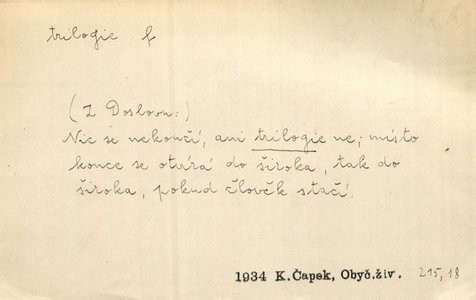 trilogie f
(Z Doslovu:)
Nic se nekončí, ani trilogie ne; místo
konce se otvírá do široka, tak do
široka, pokud člověk stačí.
1934 K.Čapek, Obyč.živ. 215,18